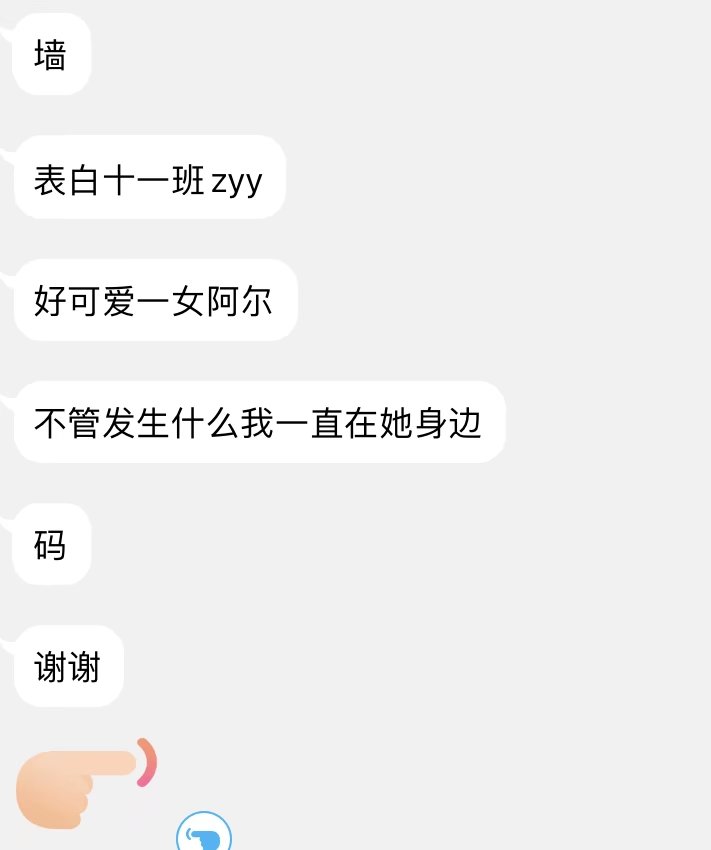 墙
表白十一班zyy
好可爱一女阿尔
不管发生什么我一直在她身边
码
谢谢